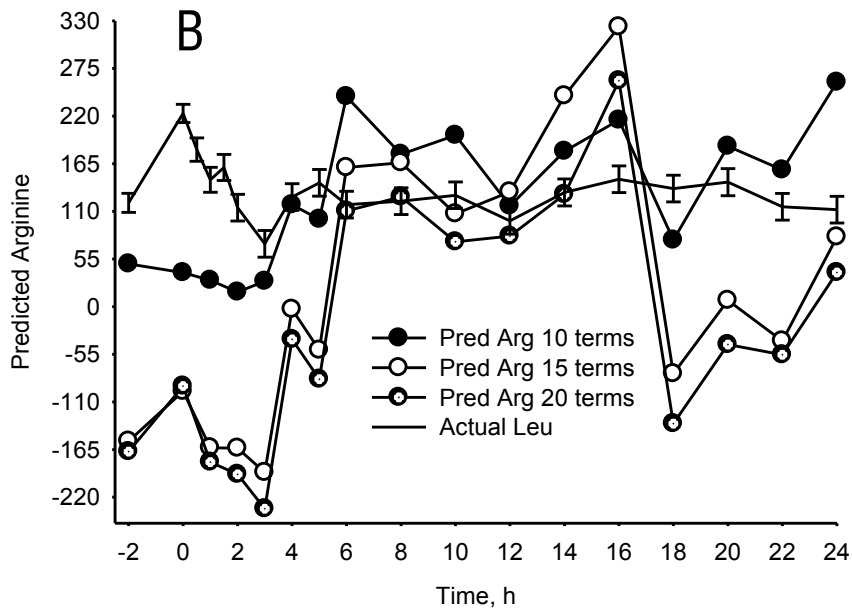 B
330
275
220
165
110
55
0
-55
-110
-165
-220
Predicted Arginine
Pred Arg 10 terms
Pred Arg 15 terms
Pred Arg 20 terms
Actual Leu
-2 0 2 4 6 8 10 12 14 16 18 20 22 24
Time, h